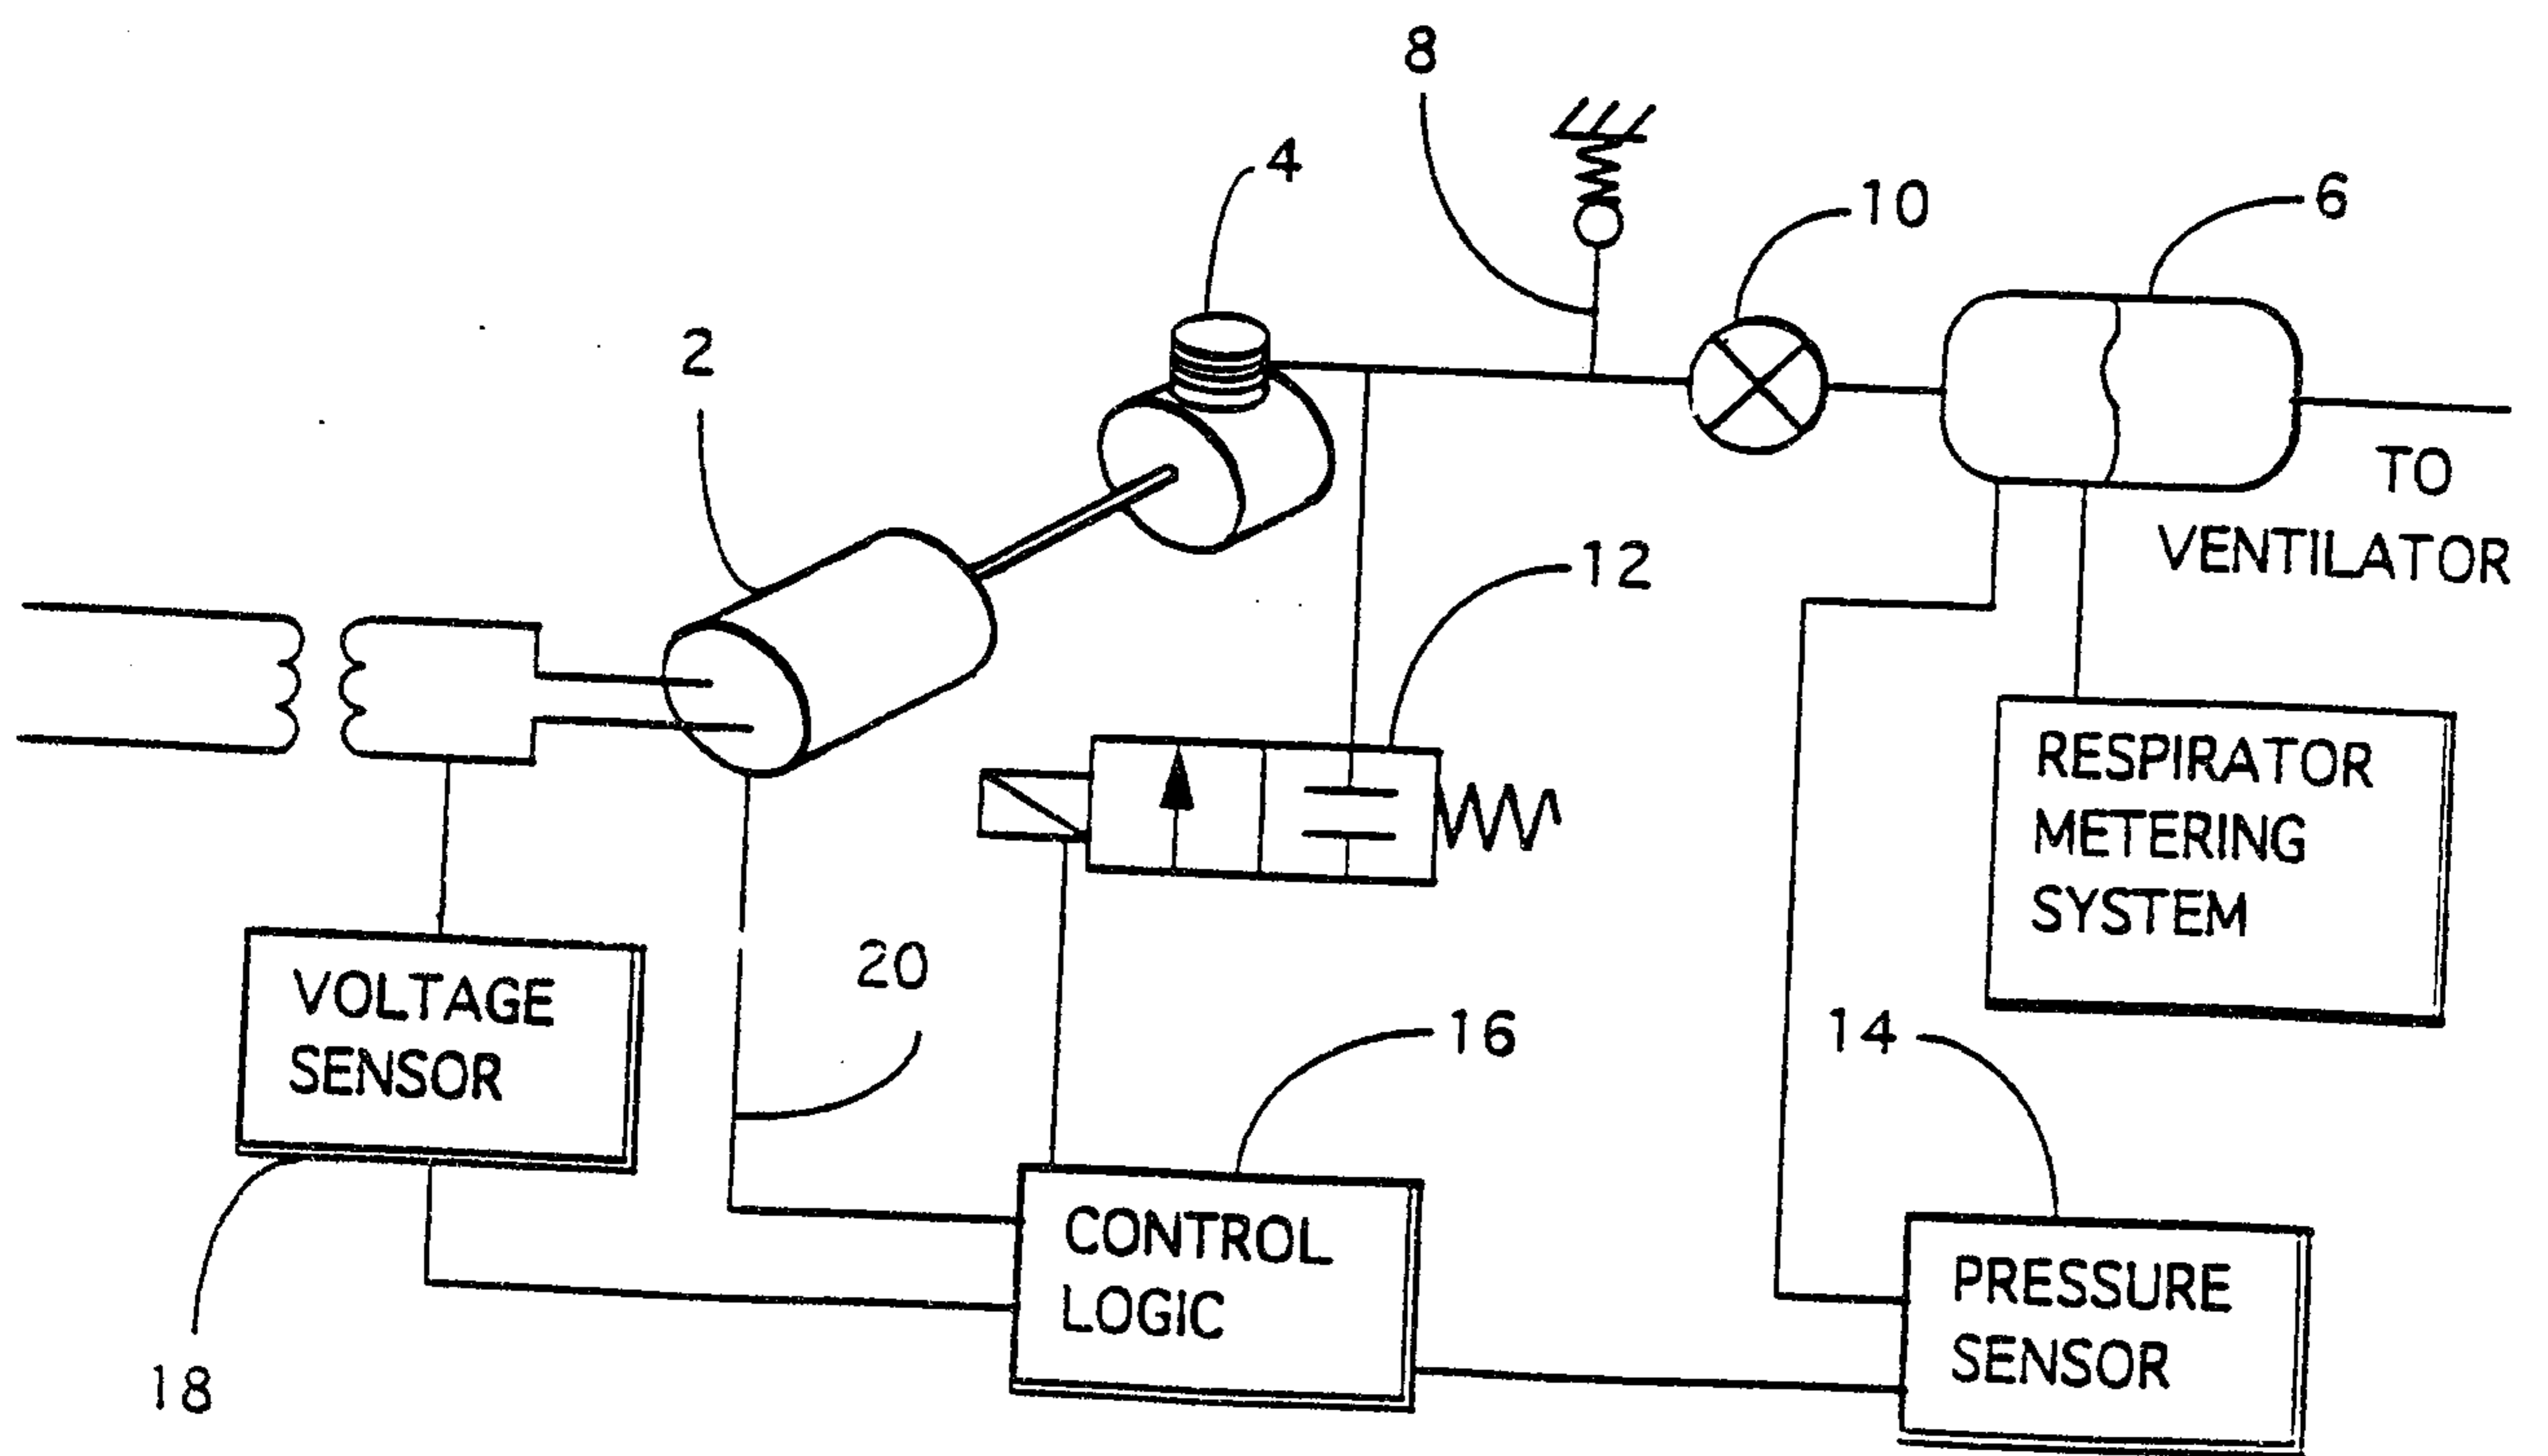 8
4
10
6
2
TO
VENTILATOR
12
RESPIRATOR
METERING
SYSTEM
VOLTAGE
SENSOR
20
16
14
CONTROL
LOGIC
PRESSURE
SENSOR
18